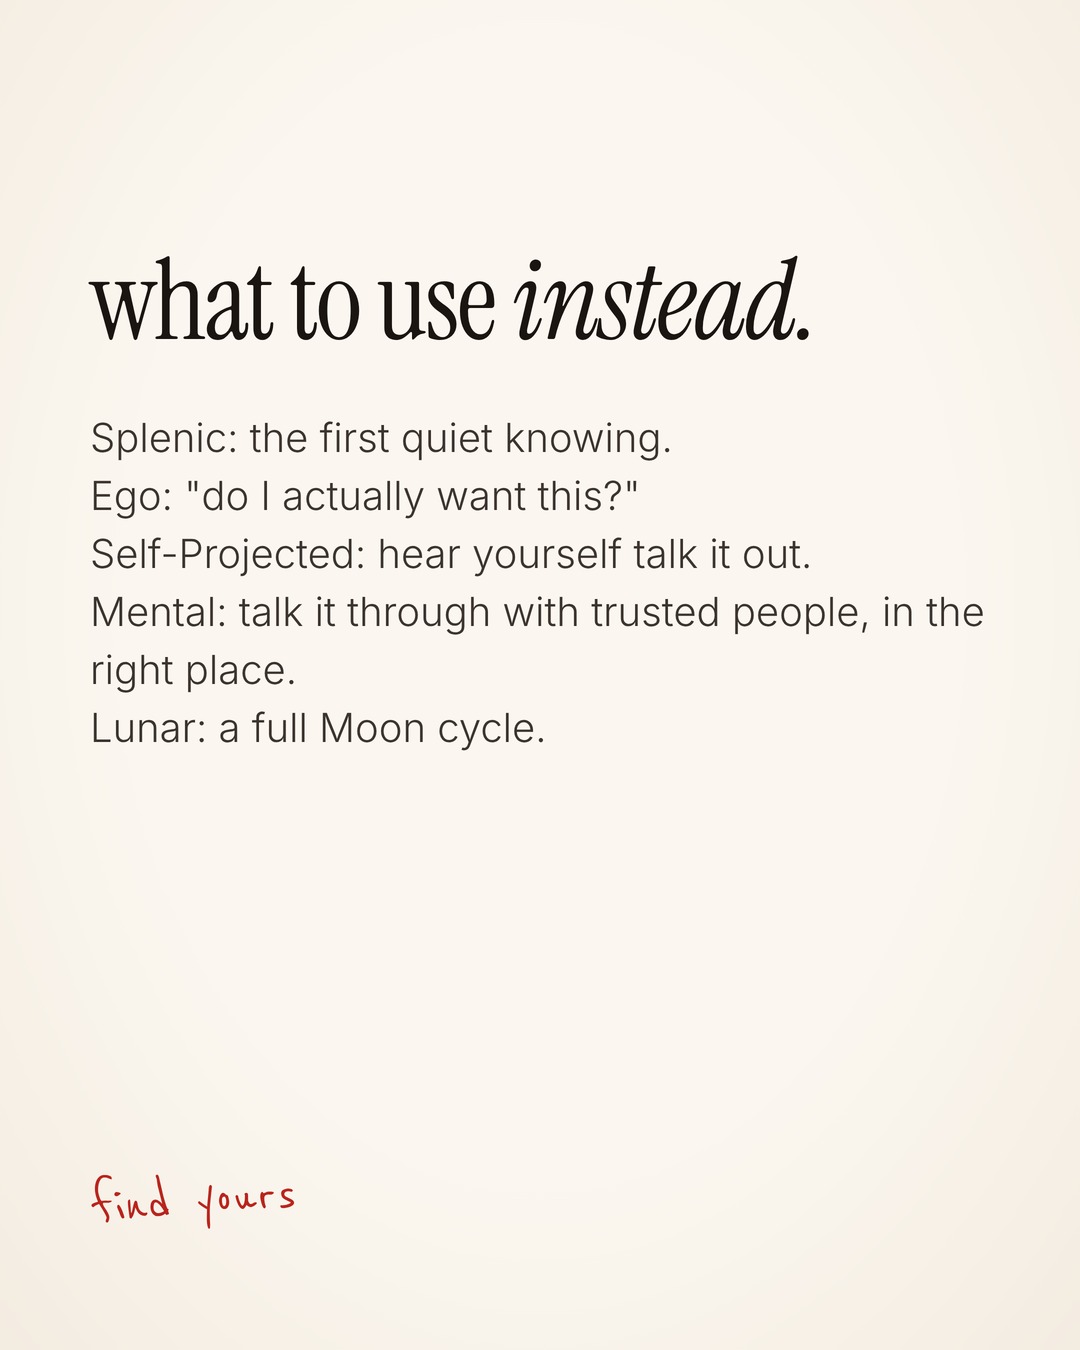 what to use instead.
Splenic: the first quiet knowing.
Ego: "do I actually want this?"
Self-Projected: hear yourself talk it out.
Mental: talk it through with trusted people, in the
right place.
Lunar: a full Moon cycle.
find yours